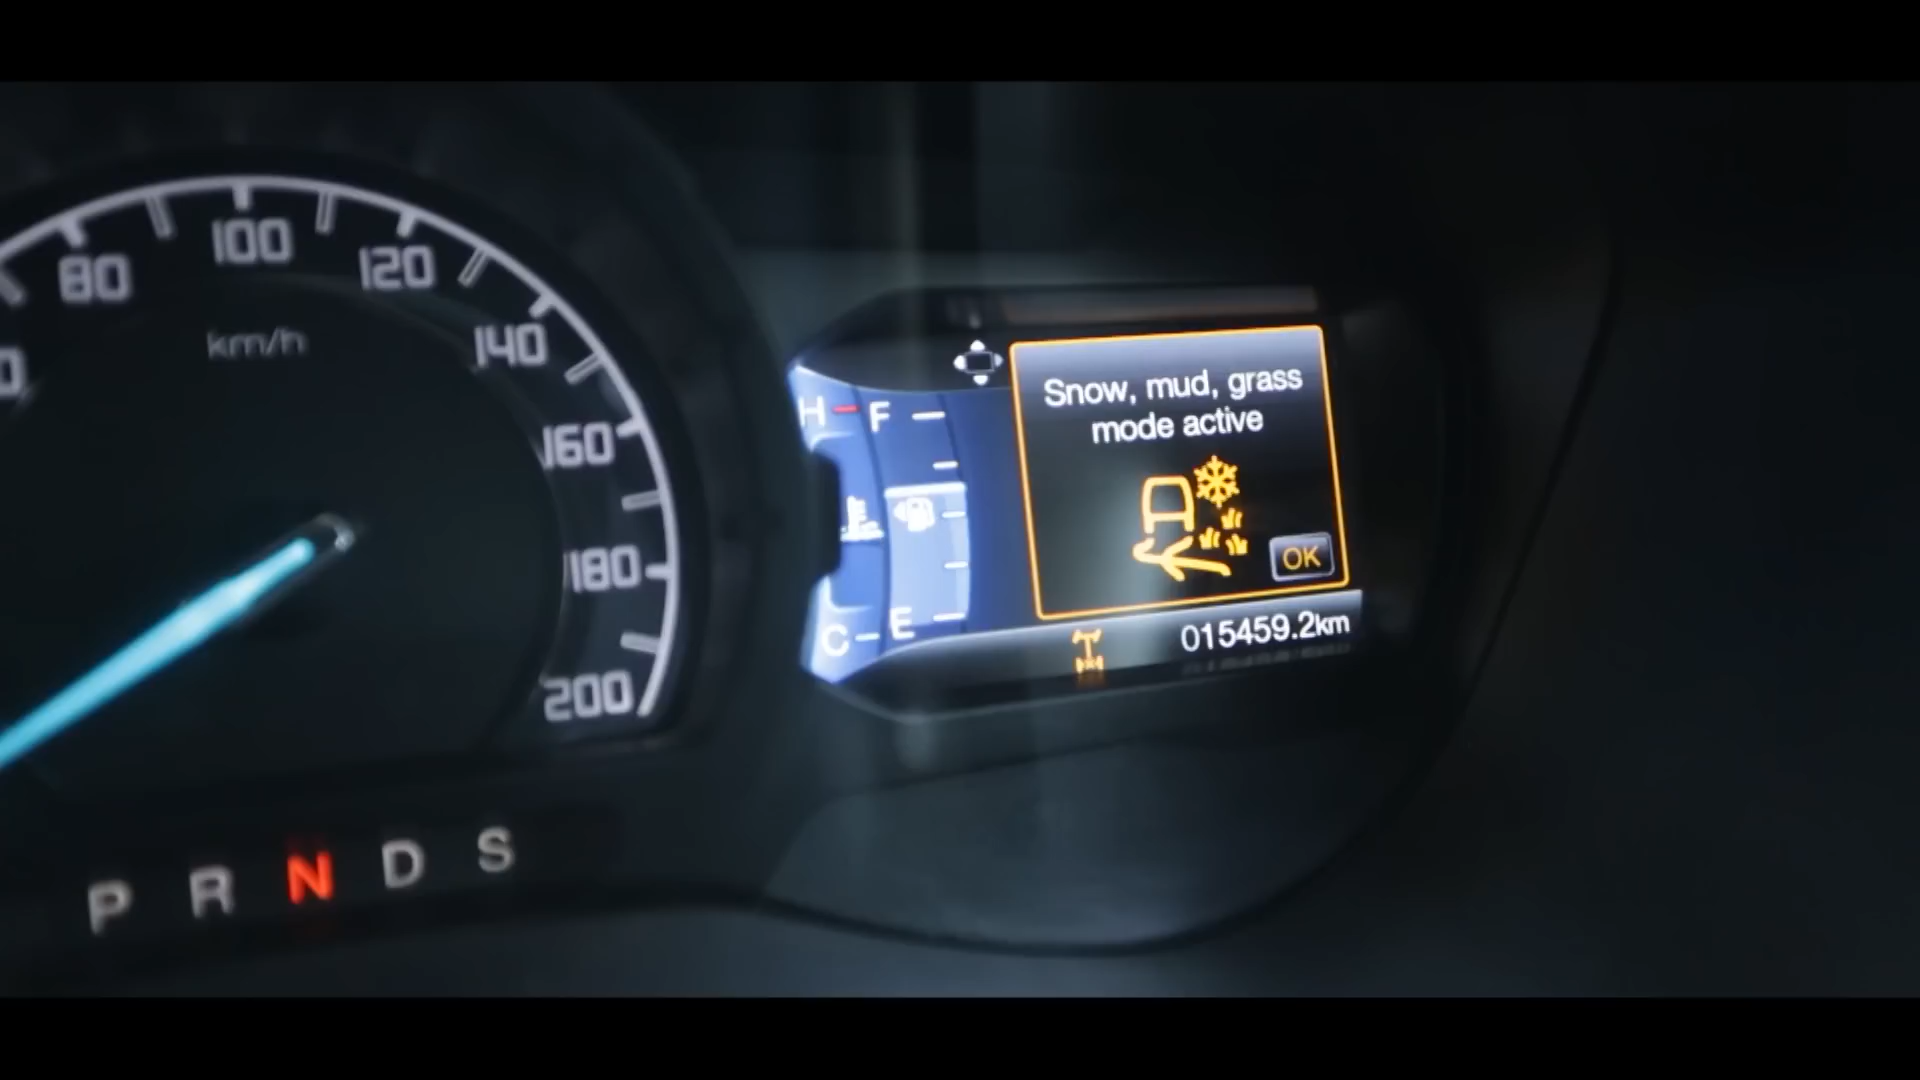 80
100
120
140
160
180
200
km/h
H
F
C
E
Snow, mud, grass
mode active
OK
015459.2km
P R N D S